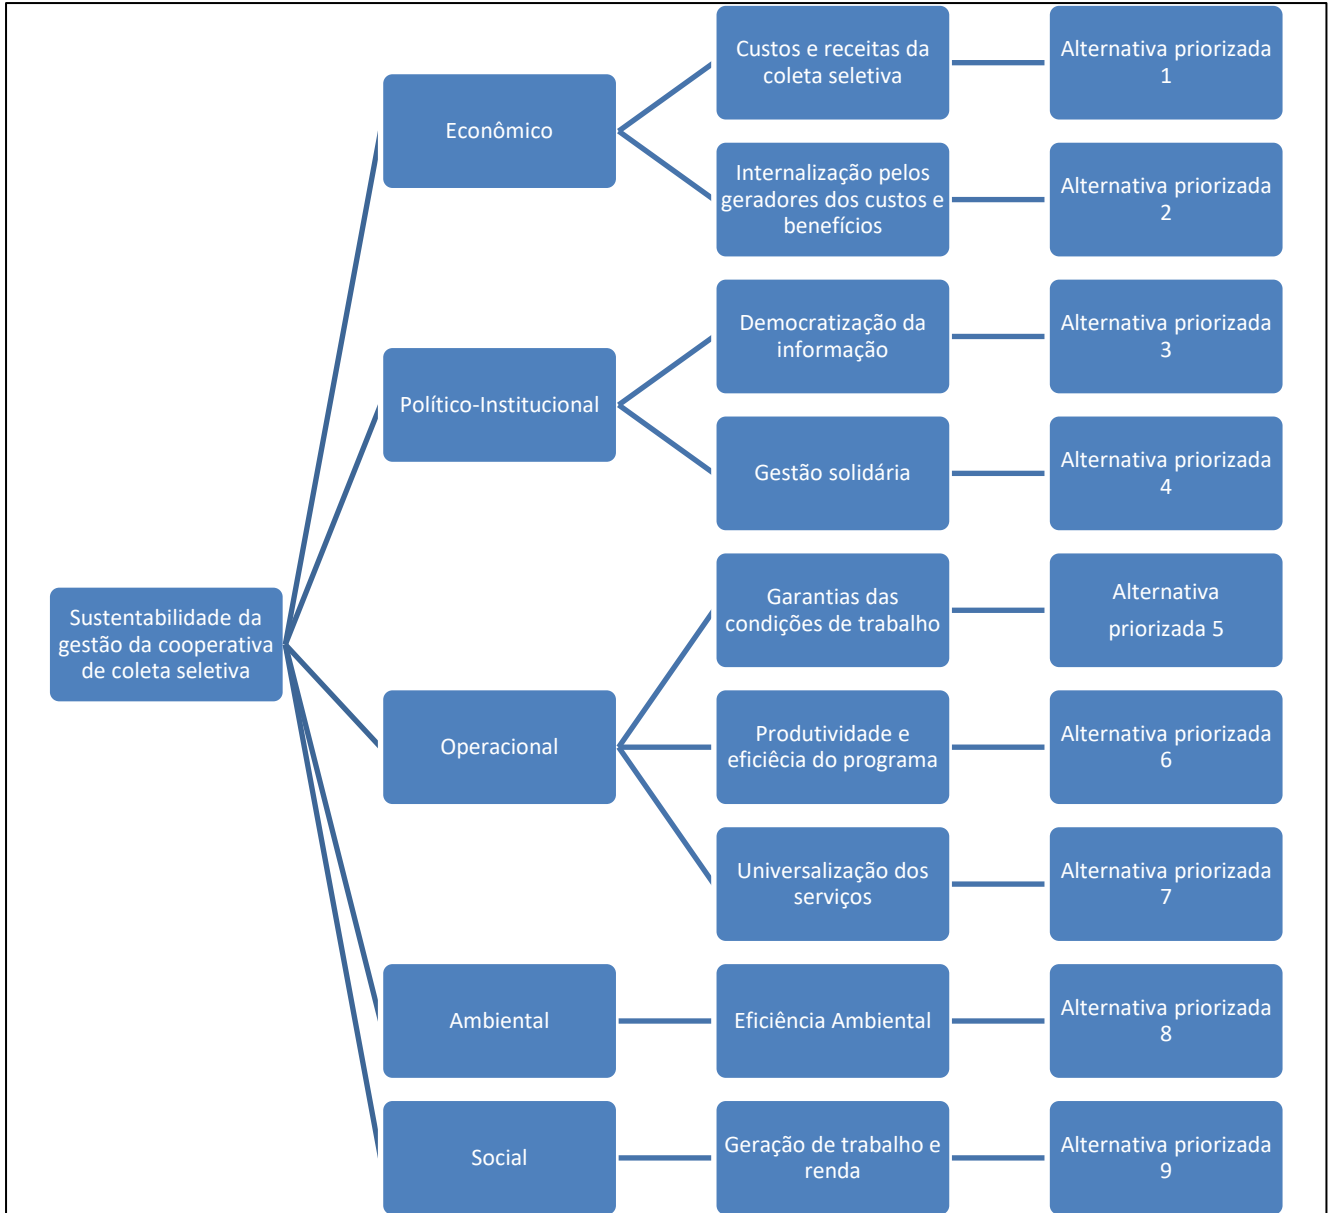 Custos e receitas da
coleta seletiva
Alternativa priorizada
1
Econômico
Internalização pelos
geradores dos custos e
benefícios
Alternativa priorizada
2
Democratização da
informação
Alternativa priorizada
3
Político-Institucional
Gestão solidária
Alternativa priorizada
4
Sustentabilidade da
gestão da cooperativa
de coleta seletiva
Garantias das
condições de trabalho
Alternativa
priorizada 5
Operacional
Produtividade e
eficiêcia do programa
Alternativa priorizada
6
Universalização dos
serviços
Alternativa priorizada
7
Ambiental
Eficiência Ambiental
Alternativa priorizada
8
Social
Geração de trabalho e
renda
Alternativa priorizada
9